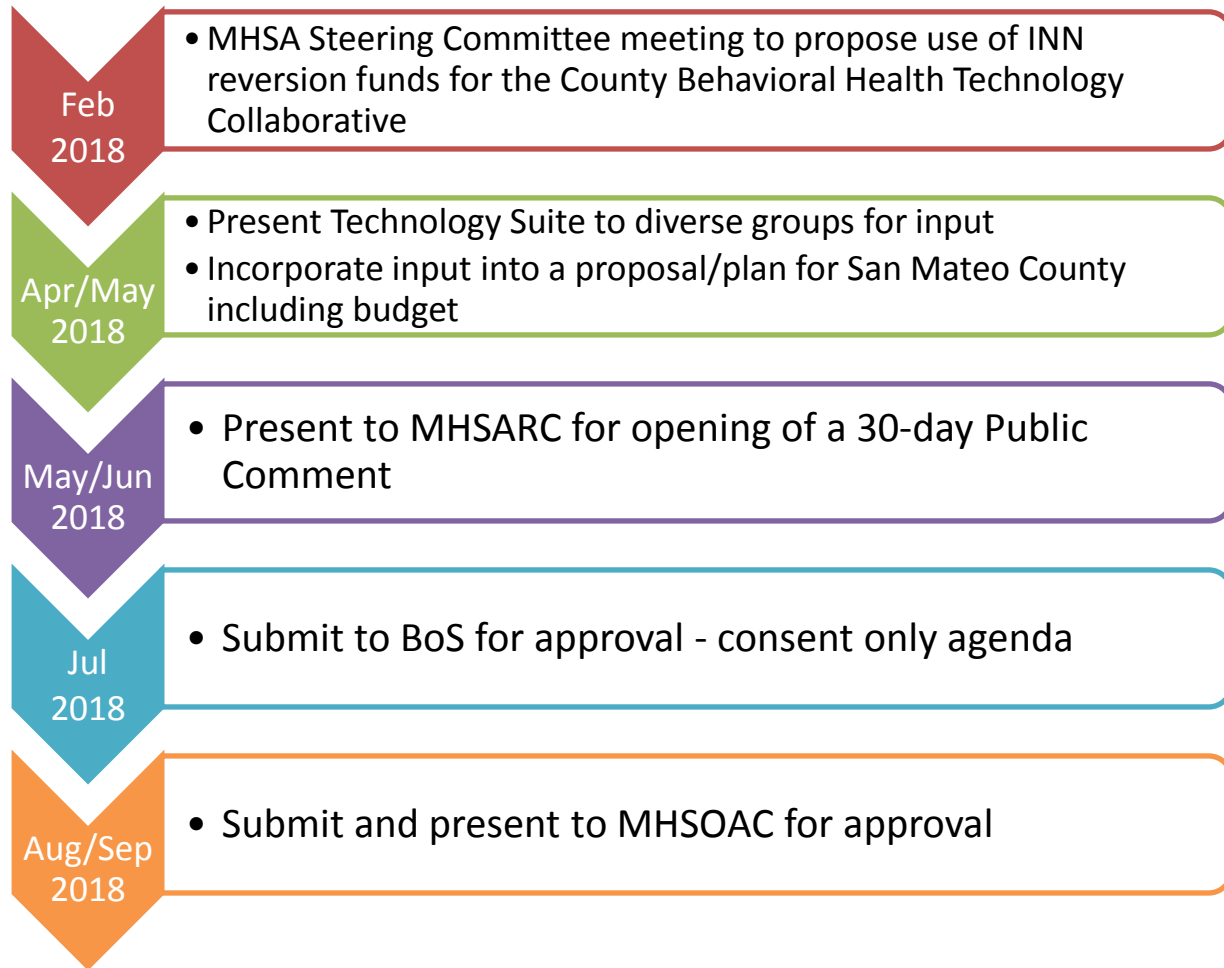 Feb
2018
• MHSA Steering Committee meeting to propose use of INN
reversion funds for the County Behavioral Health Technology
Collaborative
Apr/May
2018
• Present Technology Suite to diverse groups for input
• Incorporate input into a proposal/plan for San Mateo County
including budget
May/Jun
2018
• Present to MHSARC for opening of a 30-day Public
Comment
Jul
2018
• Submit to BoS for approval - consent only agenda
Aug/Sep
2018
• Submit and present to MHSOAC for approval